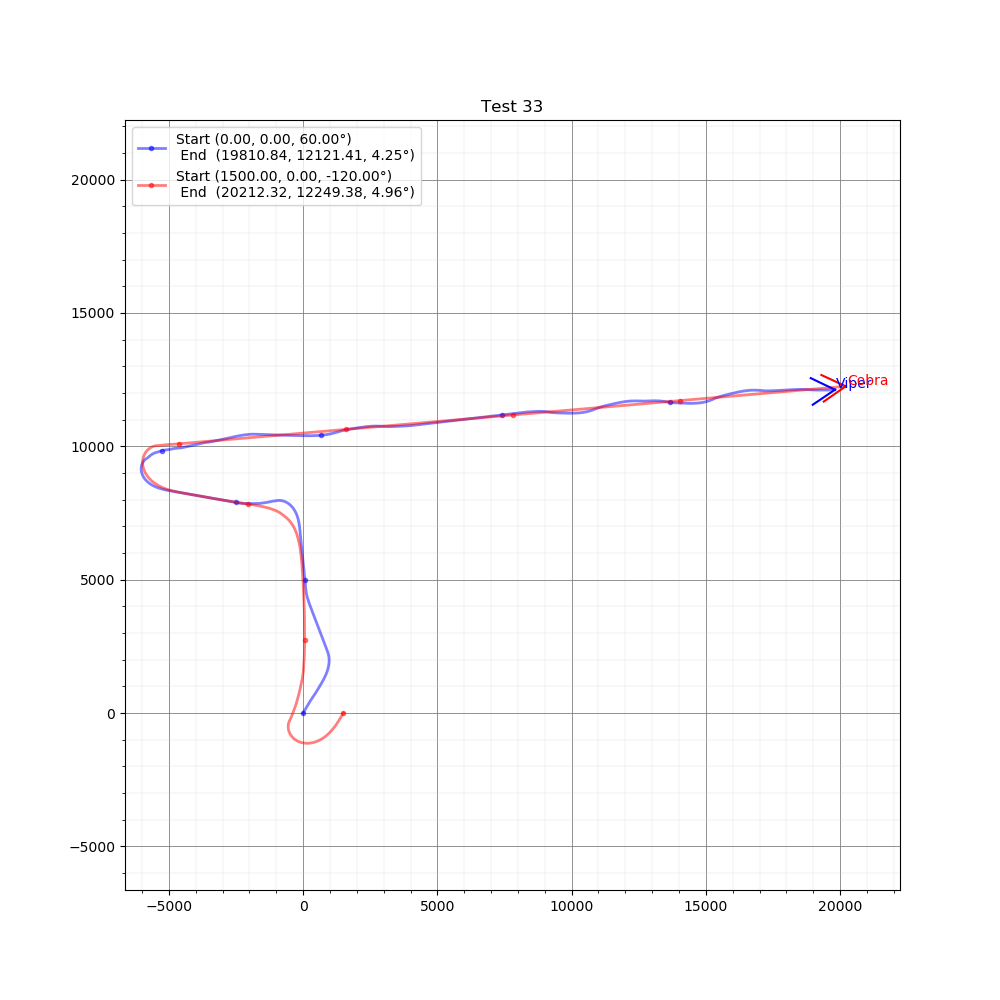 Test 33
Start (0.00, 0.00, 60.00°)
End  (19810.84, 12121.41, 4.25°)
Start (1500.00, 0.00, -120.00°)
End  (20212.32, 12249.38, 4.96°)
20000
15000
10000
5000
0
−5000
Viper
Cobra
−5000 0 5000 10000 15000 20000